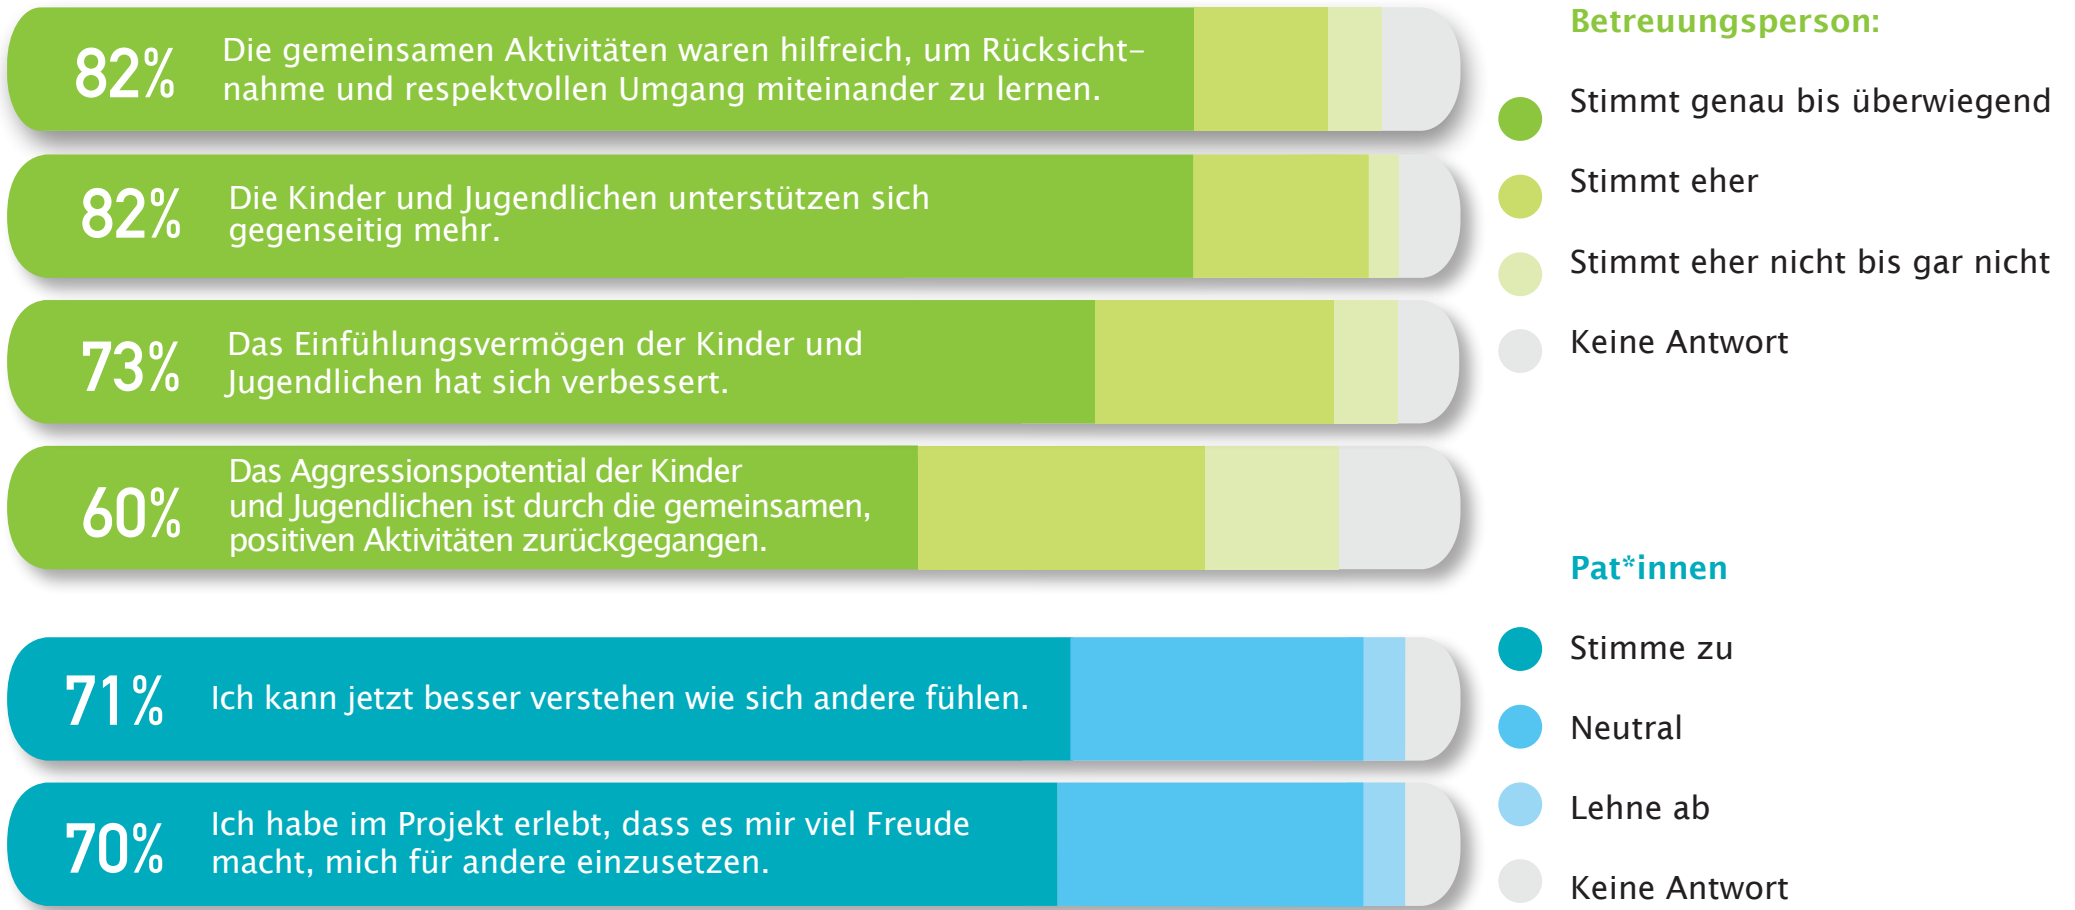 82%
Die gemeinsamen Aktivitäten waren hilfreich, um Rücksicht-
nahme und respektvollen Umgang miteinander zu lernen.
82%
Die Kinder und Jugendlichen unterstützen sich
gegenseitig mehr.
73%
Das Einfühlungsvermögen der Kinder und
Jugendlichen hat sich verbessert.
60%
Das Aggressionspotential der Kinder
und Jugendlichen ist durch die gemeinsamen,
positiven Aktivitäten zurückgegangen.
71%
Ich kann jetzt besser verstehen wie sich andere fühlen.
70%
Ich habe im Projekt erlebt, dass es mir viel Freude
macht, mich für andere einzusetzen.
Betreuungsperson:
Stimmt genau bis überwiegend
Stimmt eher
Stimmt eher nicht bis gar nicht
Keine Antwort
Pat*innen
Stimme zu
Neutral
Lehne ab
Keine Antwort